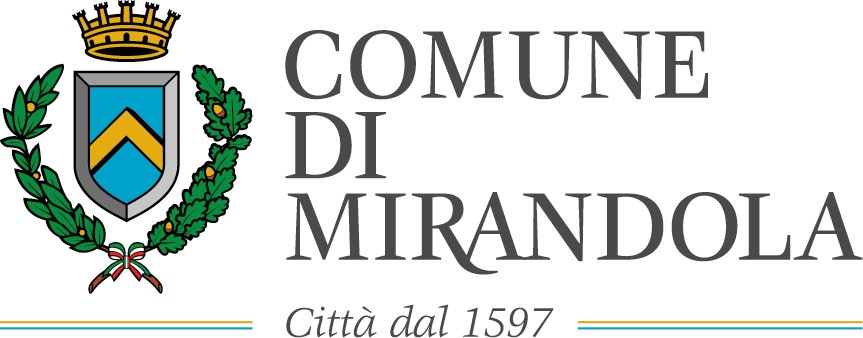 COMUNE
DI
MIRANDOLA
Città dal 1597